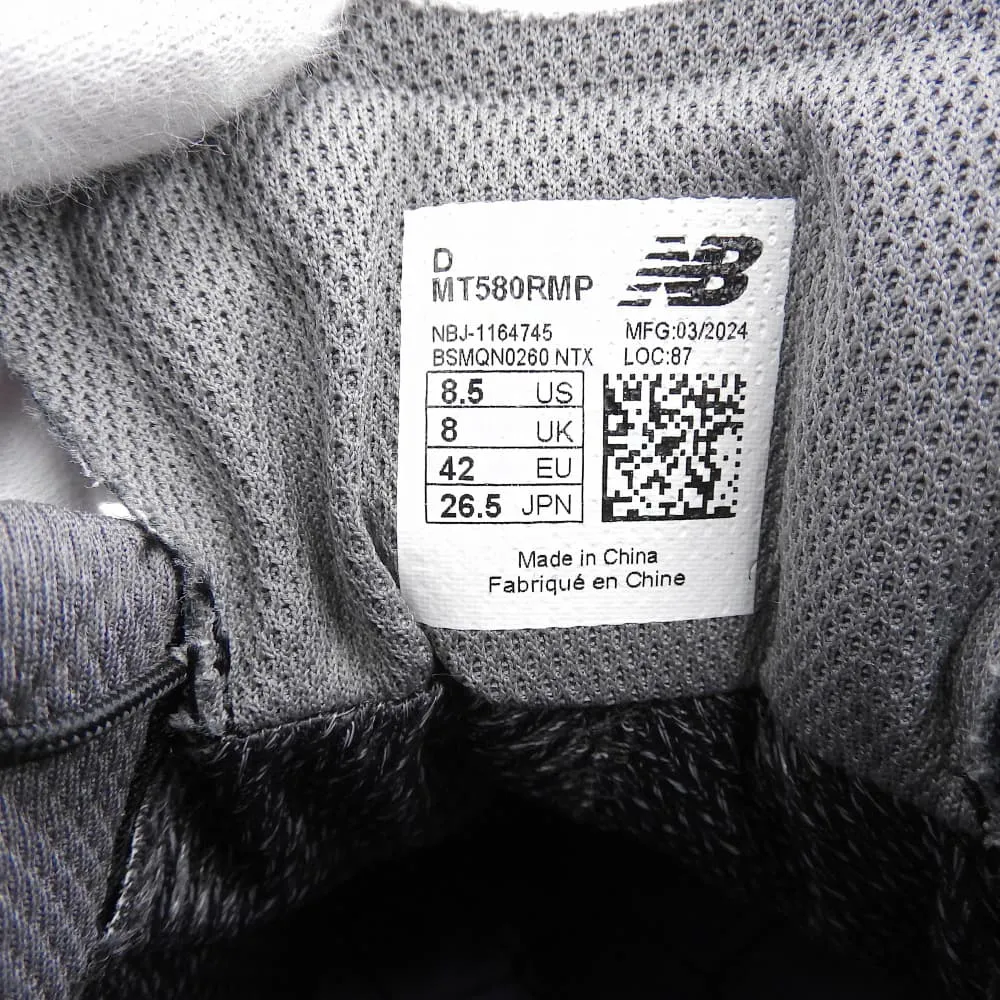 D
MT580RMP
NB
NBJ-1164745
BSMQN0260 NTX
MFG:03/2024
LOC:87
8.5 US
8 UK
42 EU
26.5 JPN
Made in China
Fabriqué en Chine